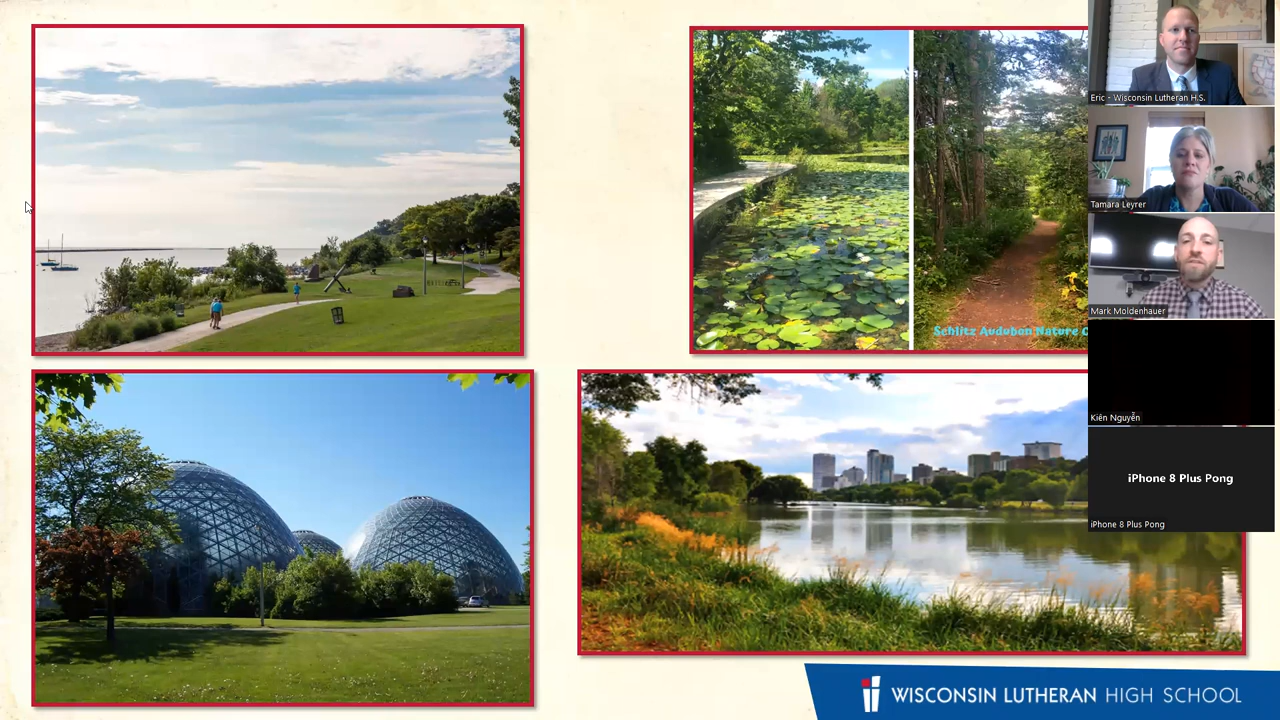 Eric - Wisconsin Lutheran H.S.
Tamara Leyrer
Mark Moldenhauer
Kiên Nguyễn
iPhone 8 Plus Pong
iPhone 8 Plus Pong
Schlitz Audubon Nature C
WISCONSIN LUTHERAN HIGH SCHOOL